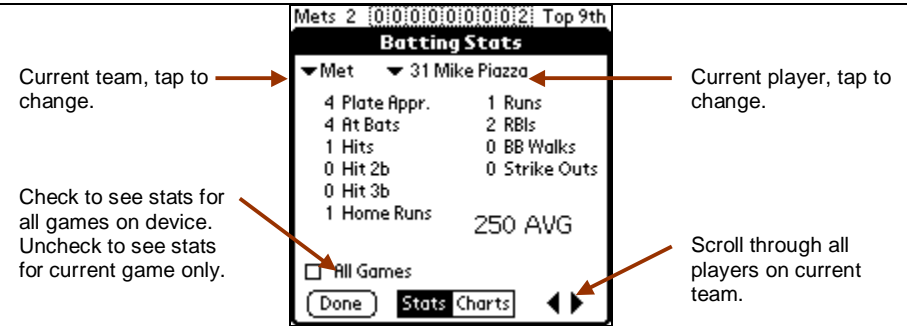 Mets 2 0 0 0 0 0 0 0 0 2 Top 9th
Batting Stats
Met 31 Mike Piazza
4 Plate Appr. 1 Runs
4 At Bats 2 RBIs
1 Hits 0 BB Walks
0 Hit 2b 0 Strike Outs
0 Hit 3b
1 Home Runs
250 AVG
All Games
Done Stats Charts
Current team, tap to
change.
Check to see stats for
all games on device.
Uncheck to see stats
for current game only.
Current player, tap to
change.
Scroll through all
players on current
team.